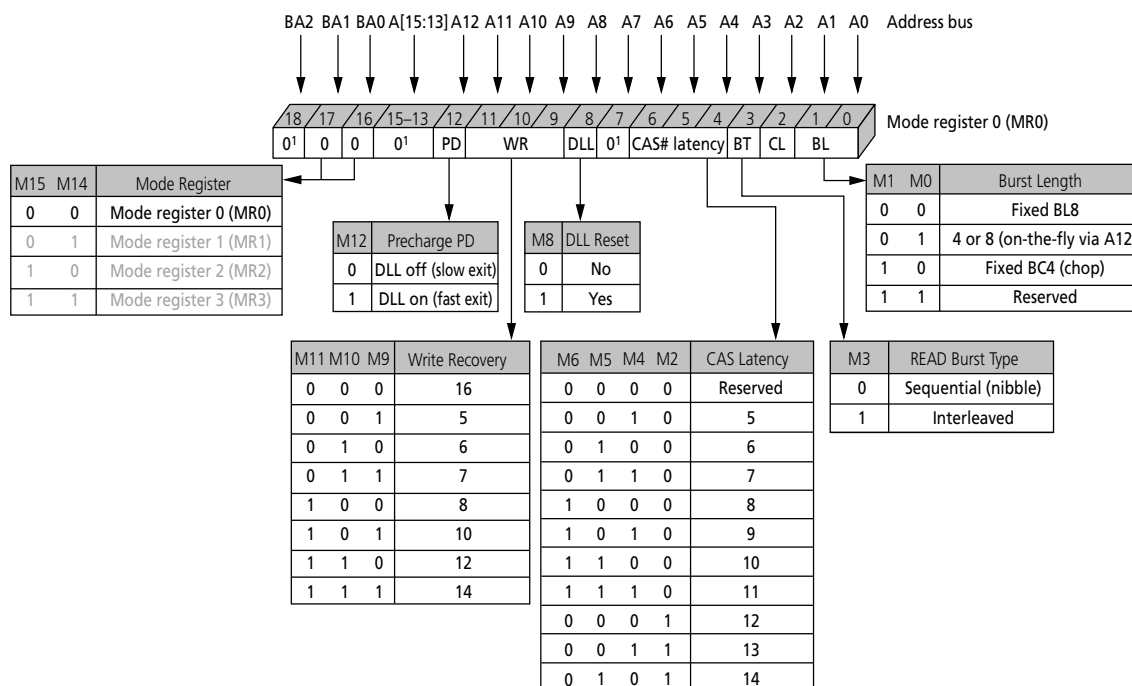 BA2 BA1 BA0 A[15:13] A12 A11 A10 A9 A8 A7 A6 A5 A4 A3 A2 A1 A0 Address bus
18 17 16 15–13 12 11 10 9 8 7 6 5 4 3 2 1 0
Mode register 0 (MR0)
0¹ 0 0 0¹ PD WR DLL 0¹ CAS# latency BT CL BL
M15 M14 Mode Register
0 0 Mode register 0 (MR0)
0 1 Mode register 1 (MR1)
1 0 Mode register 2 (MR2)
1 1 Mode register 3 (MR3)
M12 Precharge PD
0 DLL off (slow exit)
1 DLL on (fast exit)
M8 DLL Reset
0 No
1 Yes
M1 M0 Burst Length
0 0 Fixed BL8
0 1 4 or 8 (on-the-fly via A12
1 0 Fixed BC4 (chop)
1 1 Reserved
M11 M10 M9 Write Recovery
0 0 0 16
0 0 1 5
0 1 0 6
0 1 1 7
1 0 0 8
1 0 1 10
1 1 0 12
1 1 1 14
M6 M5 M4 M2 CAS Latency
0 0 0 0 Reserved
0 0 1 0 5
0 1 0 0 6
0 1 1 0 7
1 0 0 0 8
1 0 1 0 9
1 1 0 0 10
1 1 1 0 11
0 0 0 1 12
0 0 1 1 13
0 1 0 1 14
M3 READ Burst Type
0 Sequential (nibble)
1 Interleaved